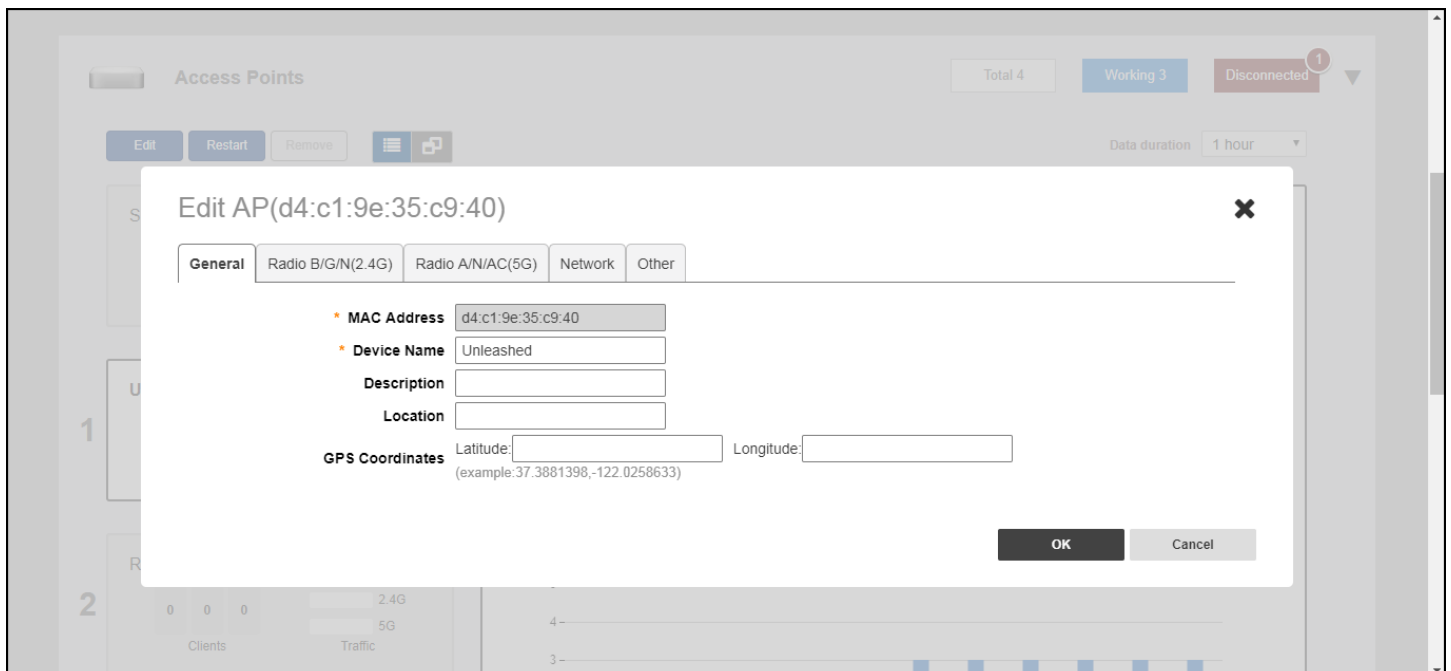 Access Points
Total 4
Working 3
Disconnected
1
Edit
Restart
Remove
Data duration
1 hour
S
Edit AP(d4:c1:9e:35:c9:40)
General
Radio B/G/N(2.4G)
Radio A/N/AC(5G)
Network
Other
* MAC Address d4:c1:9e:35:c9:40
* Device Name Unleashed
Description
Location
GPS Coordinates Latitude: Longitude:
(example:37.3881398,-122.0258633)
OK
Cancel
U
1
R
2
0 0 0
Clients
2.4G
5G
Traffic
4
3